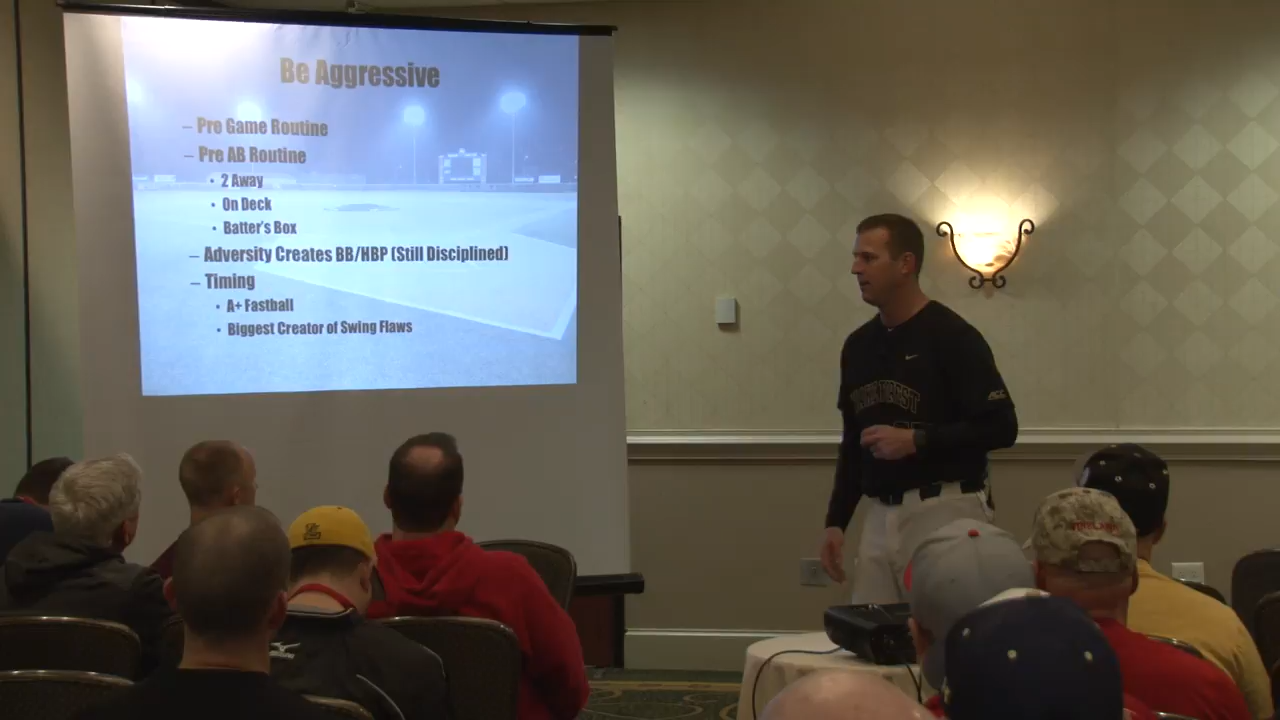 Be Aggressive
– Pre Game Routine
– Pre AB Routine
• 2 Away
• On Deck
• Batter's Box
– Adversity Creates BB/HBP (Still Disciplined)
– Timing
• A+ Fastball
• Biggest Creator of Swing Flaws
ACC